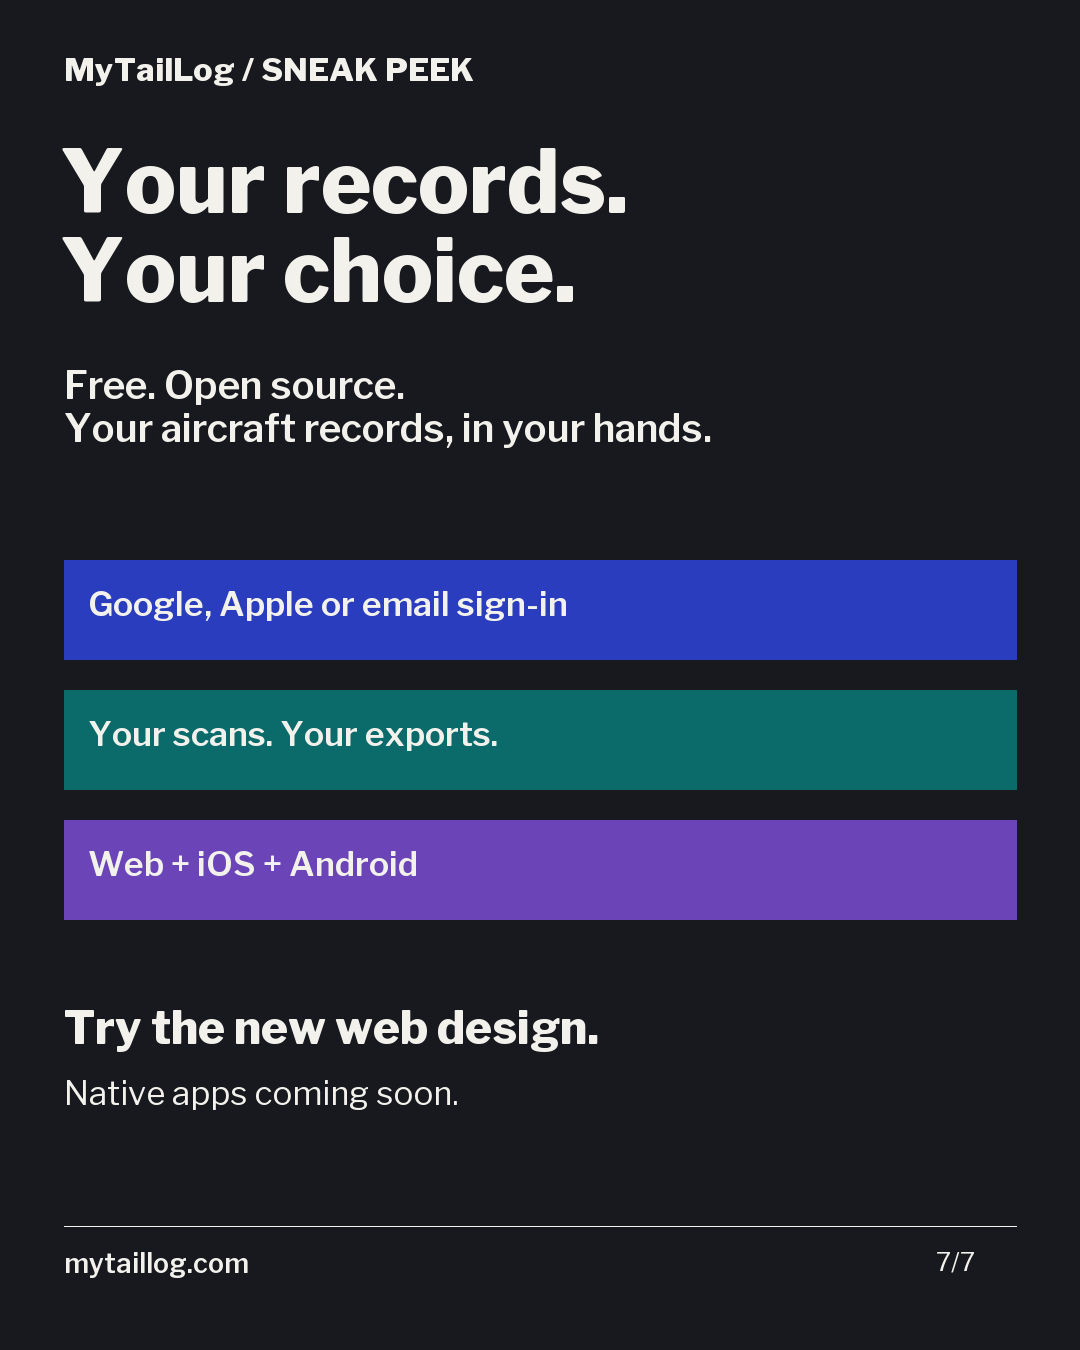 MyTailLog / SNEAK PEEK
Your records.
Your choice.
Free. Open source.
Your aircraft records, in your hands.
Google, Apple or email sign-in
Your scans. Your exports.
Web + iOS + Android
Try the new web design.
Native apps coming soon.
mytaillog.com
7/7